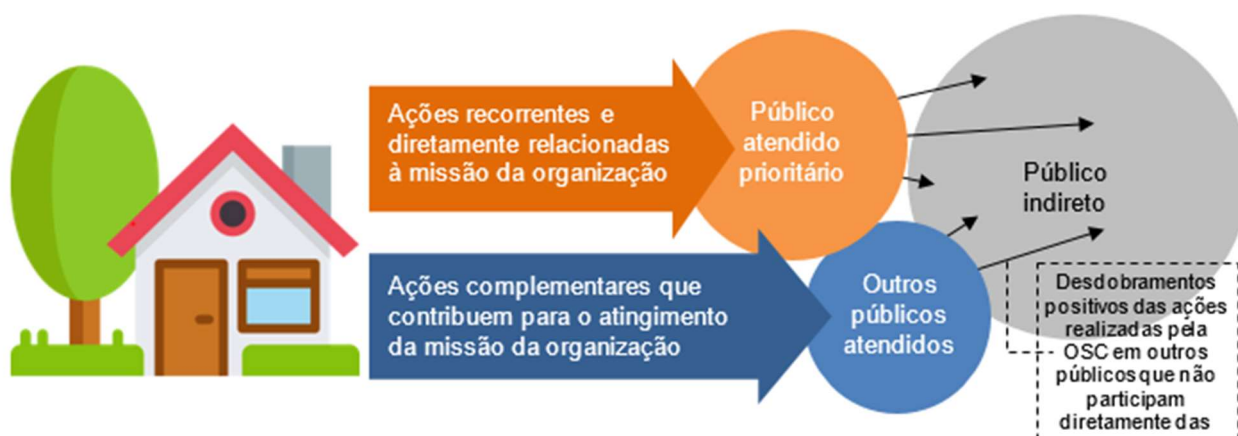 Ações recorrentes e
diretamente relacionadas
à missão da organização
Público
atendido
prioritário
Público
indireto
Ações complementares que
contribuem para o atingimento
da missão da organização
Outros
públicos
atendidos
Desdobramentos
positivos das ações
realizadas pela
OSC em outros
públicos que não
participam
diretamente das